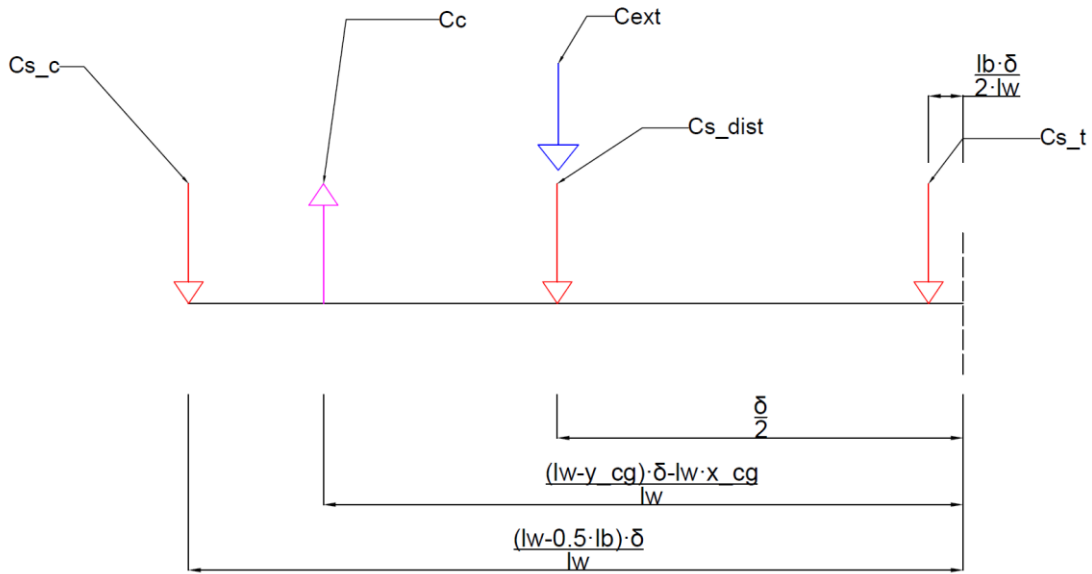 Cc
Cext
Cs_c
lb·δ
2·lw
Cs_dist
Cs_t
δ
2
(lw-y_cg)·δ-lw·x_cg
lw
(lw-0.5·lb)·δ
lw